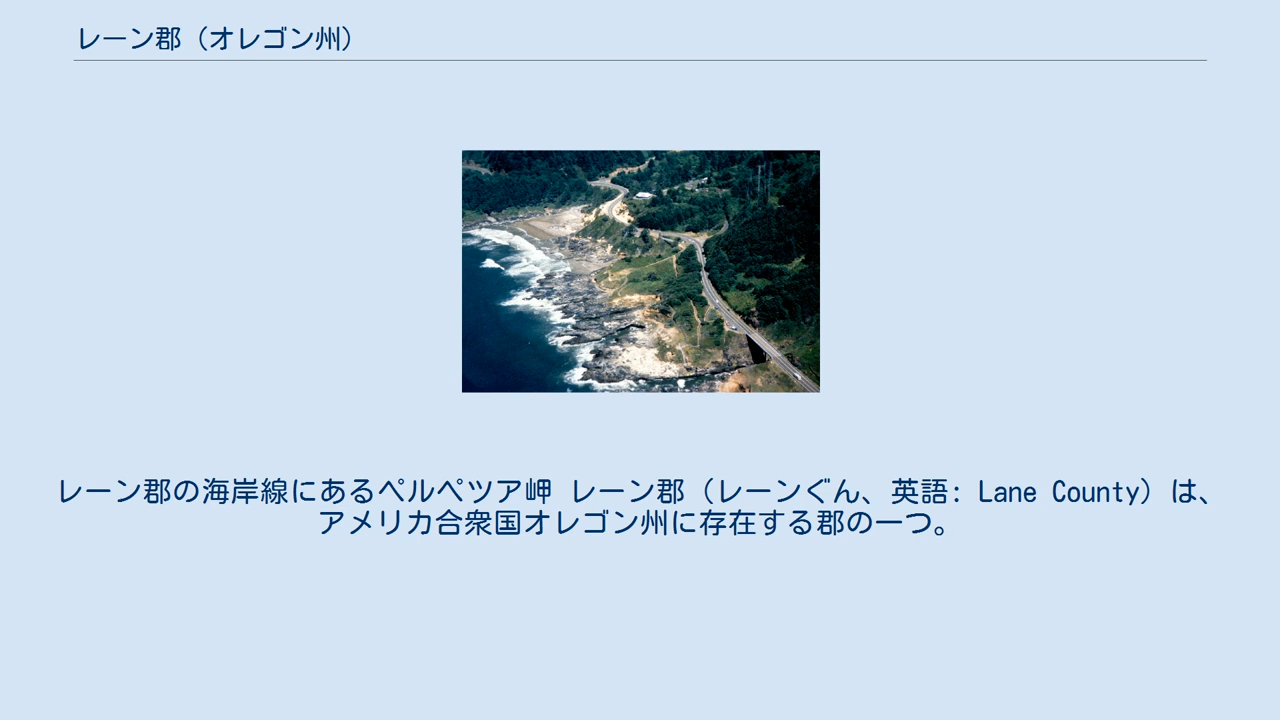 レーン郡（オレゴン州）
レーン郡の海岸線にあるペルペツア岬 レーン郡（レーンぐん、英語: Lane County）は、
アメリカ合衆国オレゴン州に存在する郡の一つ。